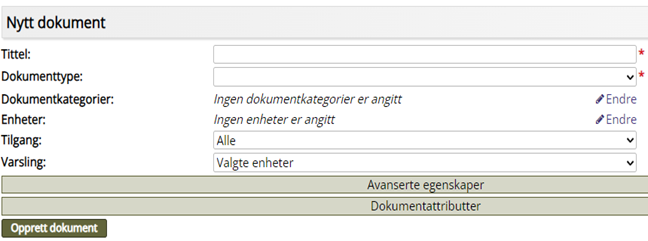 Nytt dokument
Tittel: *
Dokumenttype: *
Dokumentkategorier: Ingen dokumentkategorier er angitt Endre
Enheter: Ingen enheter er angitt Endre
Tilgang: Alle
Varsling: Valgte enheter
Avanserte egenskaper
Dokumentattributter
Opprett dokument